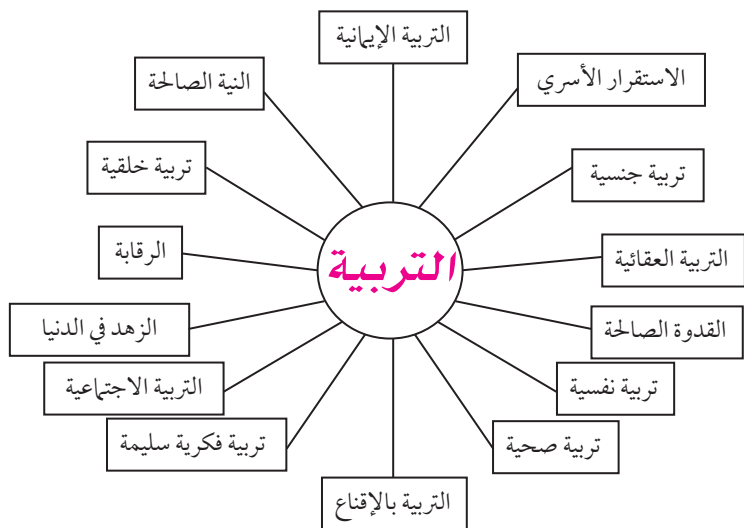 التربية الإيمانية
الاستقرار الأسري
النية الصالحة
تربية خلقية
تربية جنسية
الرقابة
التربية
التربية العقائية
الزهد في الدنيا
القدوة الصالحة
التربية الاجتماعية
تربية نفسية
تربية فكرية سليمة
تربية صحية
التربية بالإقناع